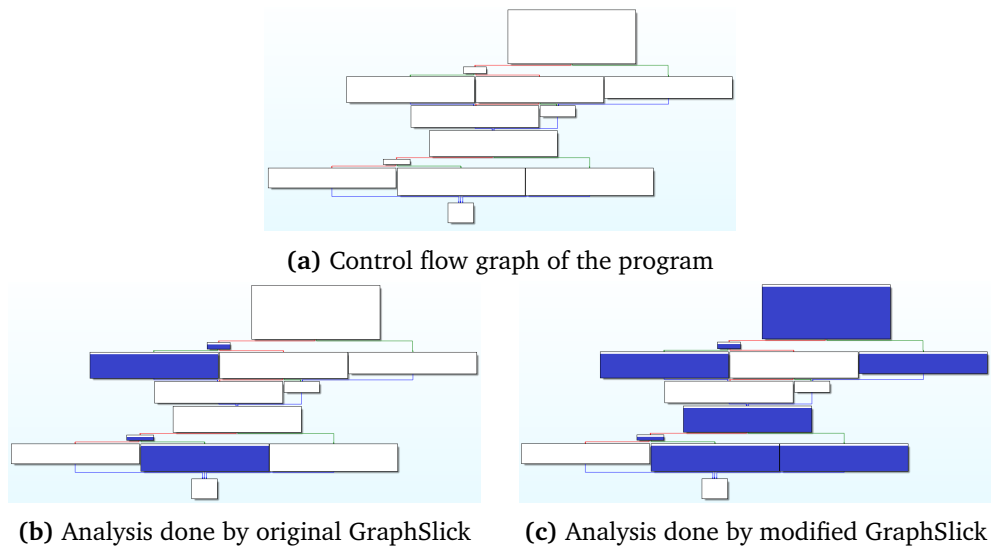 (a) Control flow graph of the program
(b) Analysis done by original GraphSlick
(c) Analysis done by modified GraphSlick